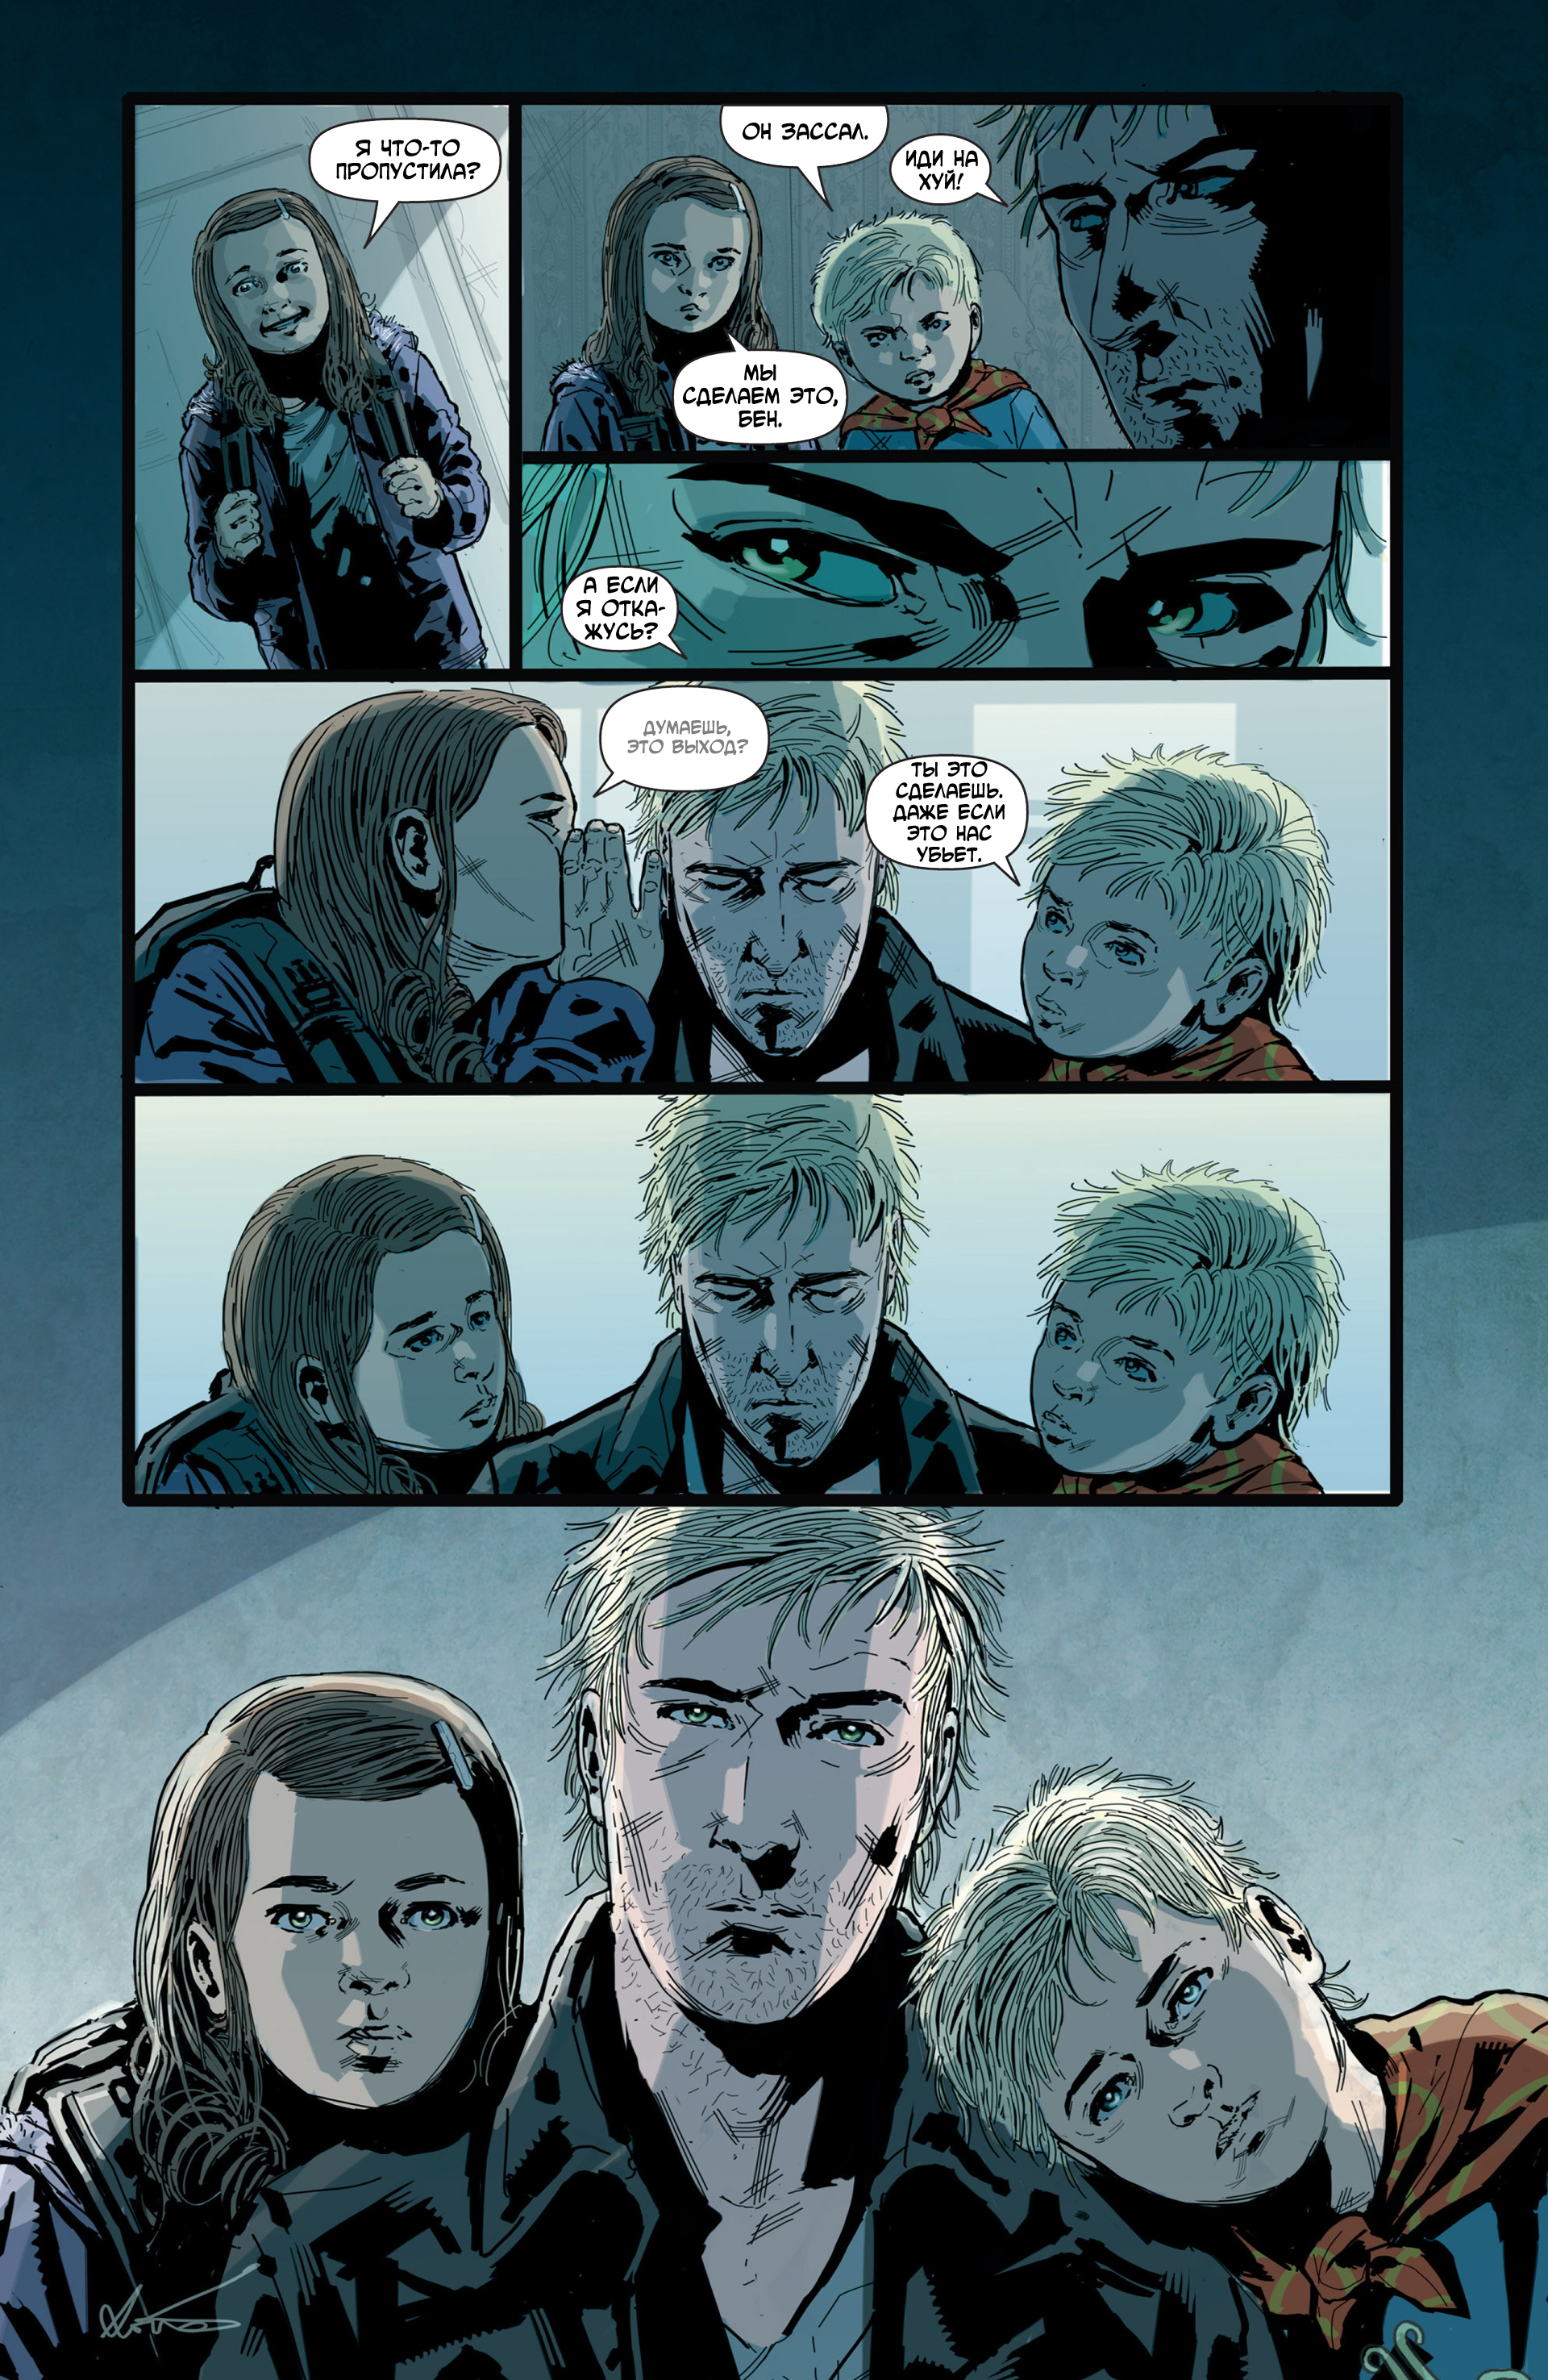 Я ЧТО-ТО
ПРОПУСТИЛА?
ОН ЗАССАЛ.
ИДИ НА
ХУЙ!
МЫ
СДЕЛАЕМ ЭТО,
БЕН.
А ЕСЛИ
Я ОТКА-
ЖУСЬ?
ДУМАЕШЬ,
ЭТО ВЫХОД?
ТЫ ЭТО
СДЕЛАЕШЬ.
ДАЖЕ ЕСЛИ
ЭТО НАС
УБЬЕТ.